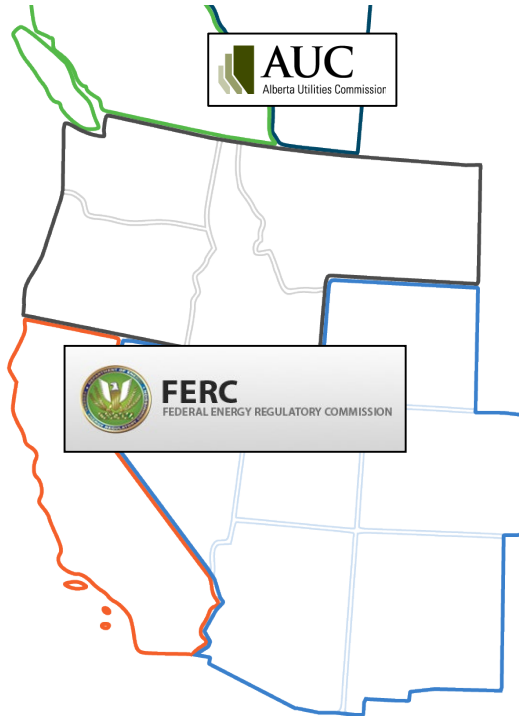 AUC
Alberta Utilities Commission
FERC
FEDERAL ENERGY REGULATORY COMMISSION